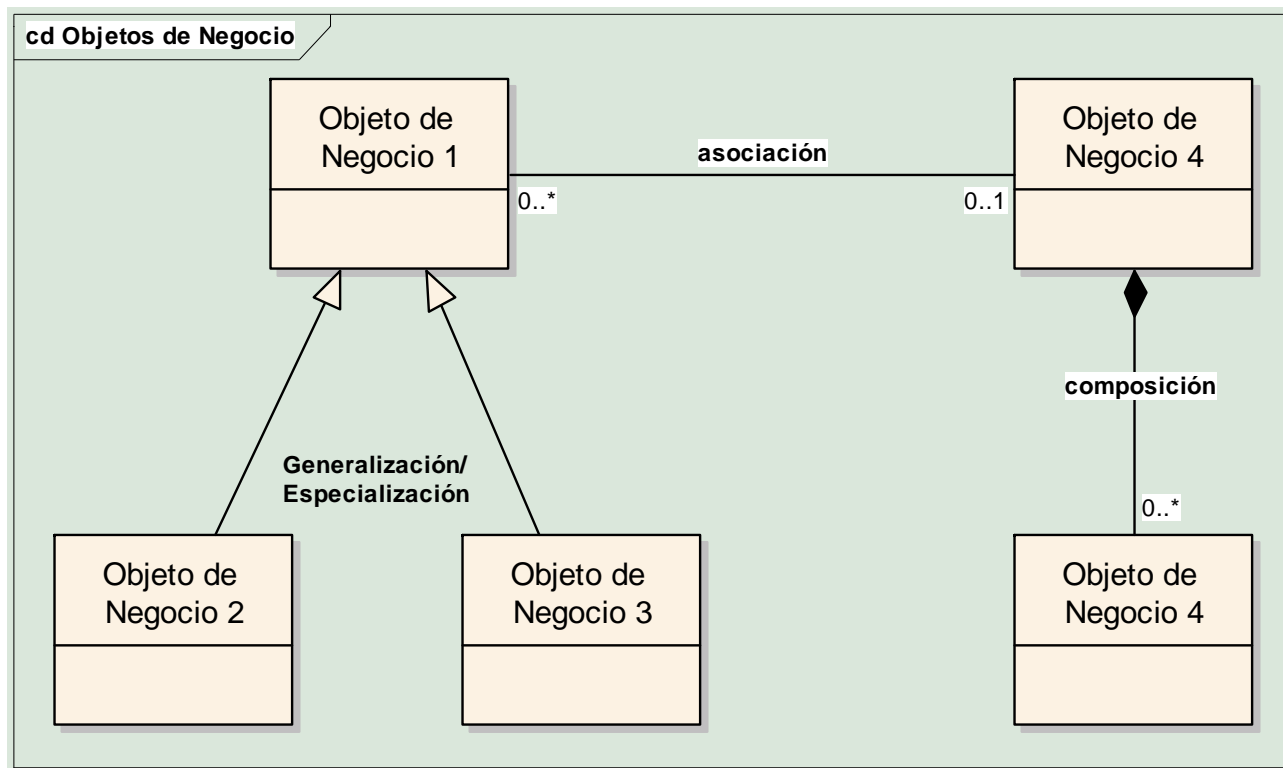 cd Objetos de Negocio
Objeto de
Negocio 1
asociación
0..*
0..1
Objeto de
Negocio 4
composición
0..*
Generalización/
Especialización
Objeto de
Negocio 2
Objeto de
Negocio 3
Objeto de
Negocio 4